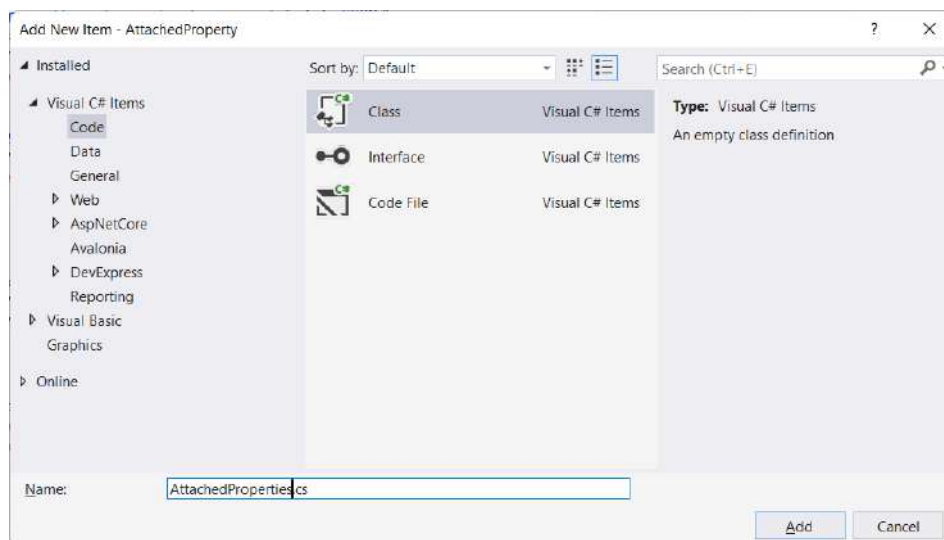 Add New Item - AttachedProperty
? ×
Installed
Sort by: Default
Search (Ctrl+E)
Visual C# Items
Code
Data
General
Web
AspNetCore
Avalonia
DevExpress
Reporting
Visual Basic
Graphics
Online
C# Class Visual C# Items
Interface Visual C# Items
C# Code File Visual C# Items
Type: Visual C# Items
An empty class definition
Name: AttachedProperties.cs
Add Cancel